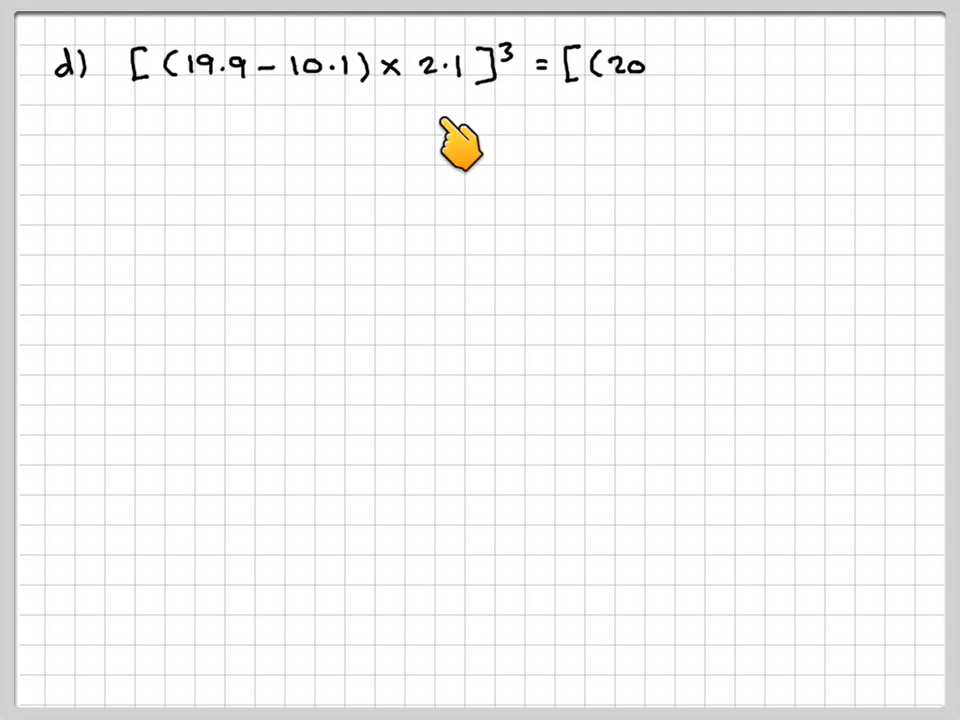 d) [ (19.9 - 10.1) × 2.1 ]³ = [ (20